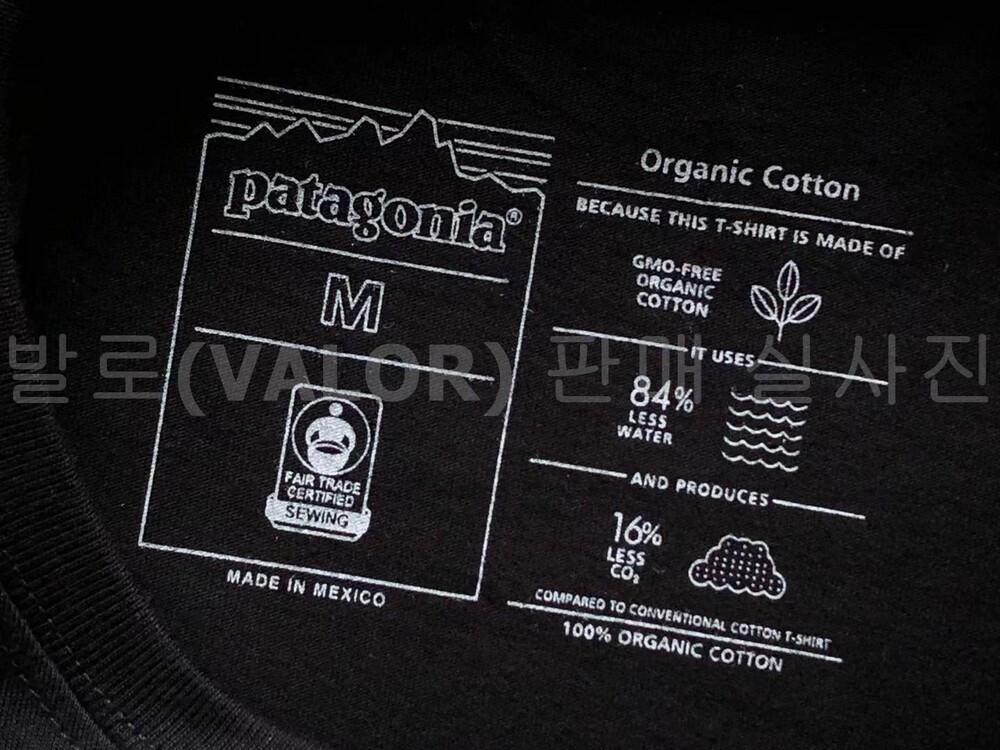 patagonia®
M
FAIR TRADE
CERTIFIED
SEWING
MADE IN MEXICO
Organic Cotton
BECAUSE THIS T-SHIRT IS MADE OF
GMO-FREE
ORGANIC
COTTON
IT USES
84%
LESS
WATER
AND PRODUCES
16%
LESS
CO₂
COMPARED TO CONVENTIONAL COTTON T-SHIRT
100% ORGANIC COTTON
발로(VALOR) 판매 실사진